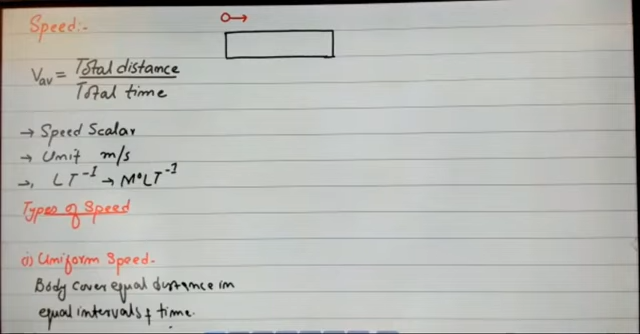 Speed:-
Vav = Total distance
Total time
→ Speed Scalar
→ Unit m/s
→ LT⁻¹ → M⁰LT⁻¹
Types of Speed
i) Uniform Speed-
Body cover equal distance in
equal intervals of time.